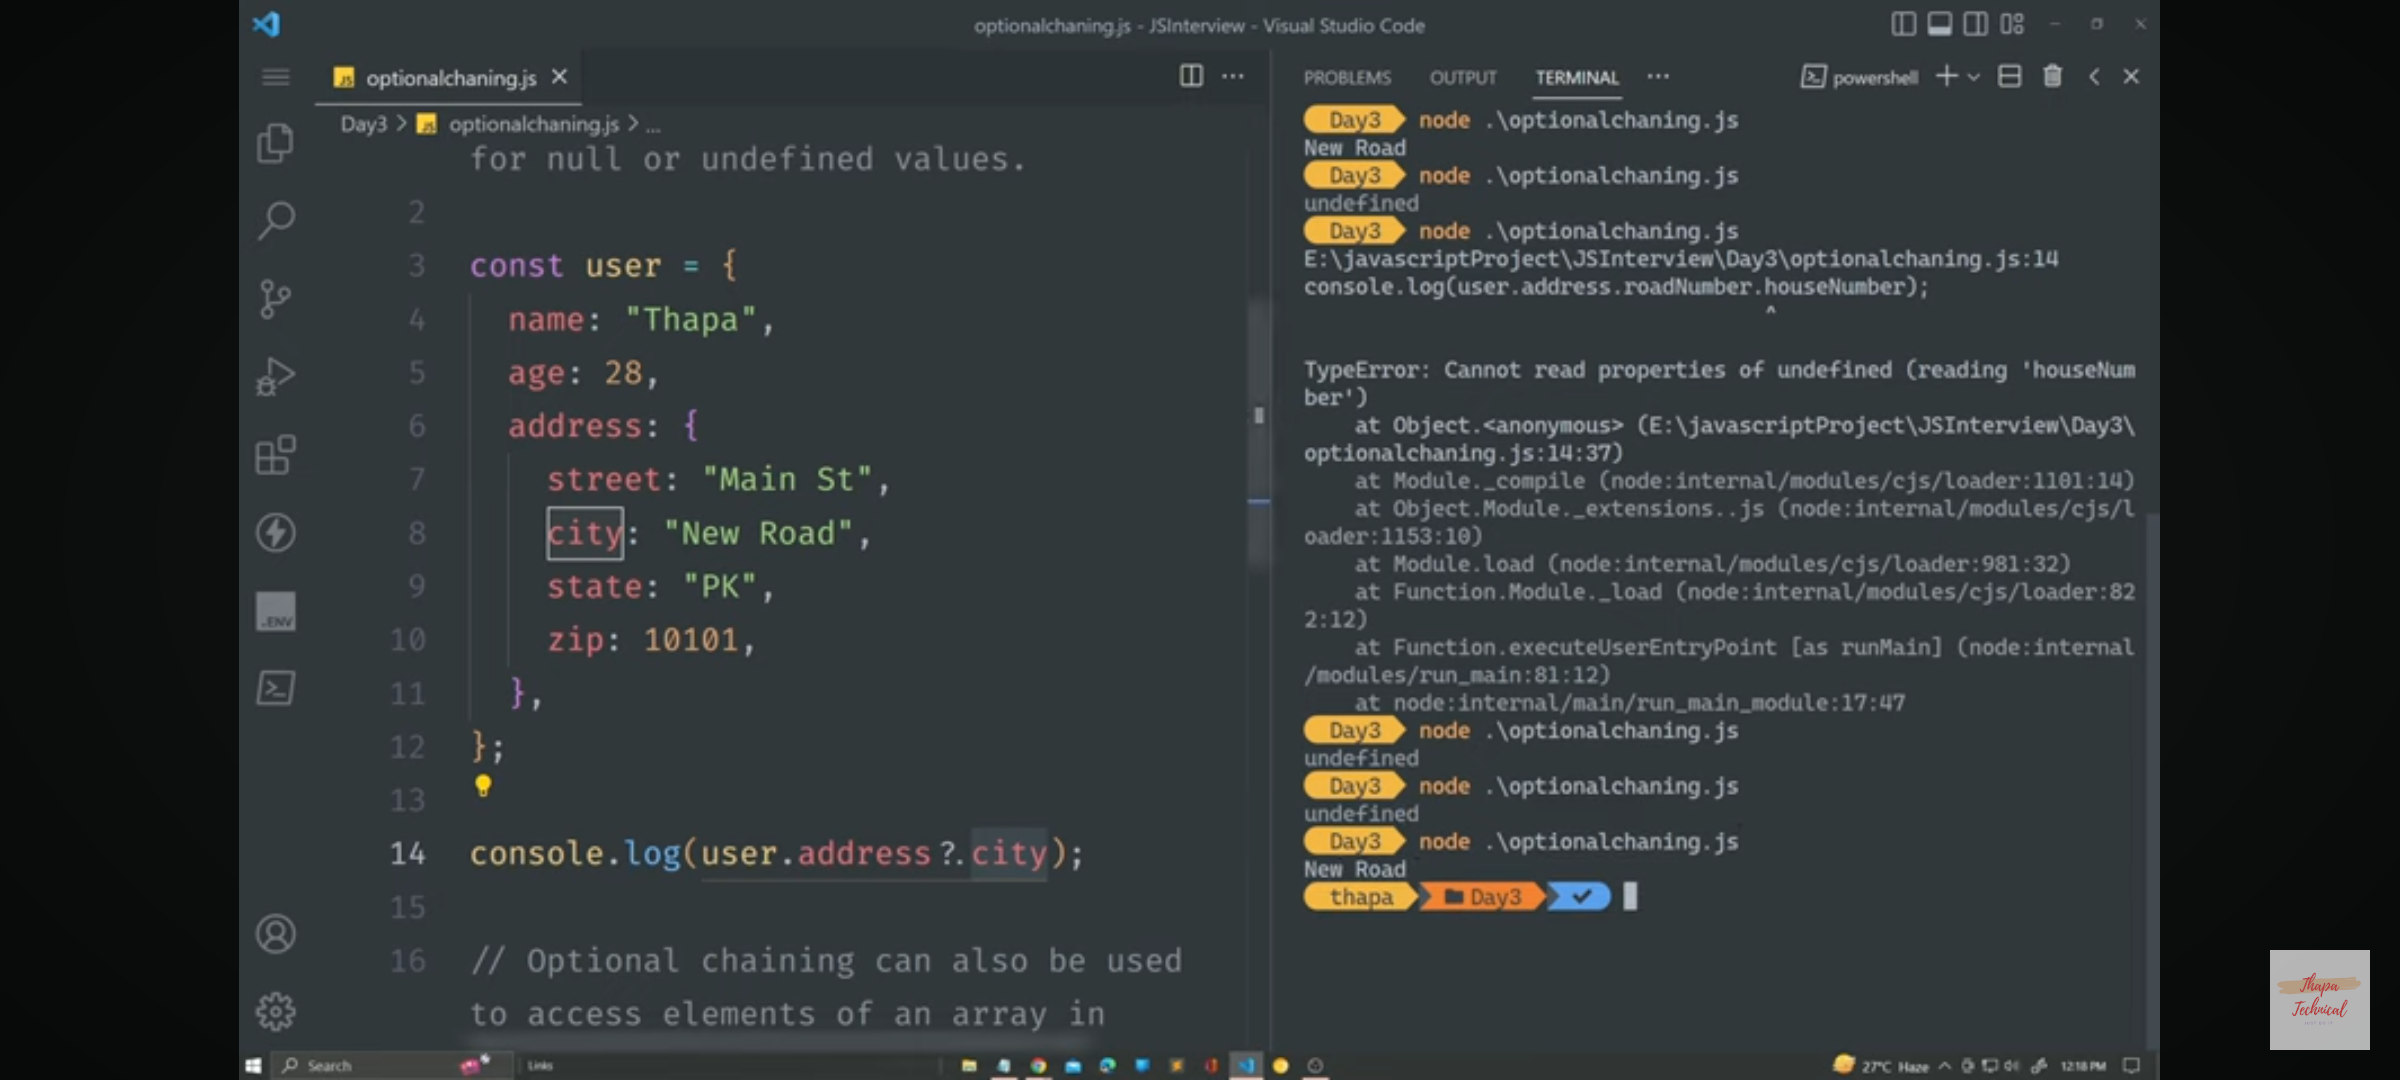 optionalchaning.js - JSInterview - Visual Studio Code
optionalchaning.js
Day3 > optionalchaning.js > ...
for null or undefined values.
2
3 const user = {
4 name: "Thapa",
5 age: 28,
6 address: {
7 street: "Main St",
8 city: "New Road",
9 state: "PK",
10 zip: 10101,
11 },
12 };
13
14 console.log(user.address?.city);
15
16 // Optional chaining can also be used
to access elements of an array in
.ENV
PROBLEMS OUTPUT TERMINAL ... powershell
Day3 node .\optionalchaning.js
New Road
Day3 node .\optionalchaning.js
undefined
Day3 node .\optionalchaning.js
E:\javascriptProject\JSInterview\Day3\optionalchaning.js:14
console.log(user.address.roadNumber.houseNumber);
^
TypeError: Cannot read properties of undefined (reading 'houseNum
ber')
at Object.<anonymous> (E:\javascriptProject\JSInterview\Day3\
optionalchaning.js:14:37)
at Module._compile (node:internal/modules/cjs/loader:1101:14)
at Object.Module._extensions..js (node:internal/modules/cjs/l
oader:1153:10)
at Module.load (node:internal/modules/cjs/loader:981:32)
at Function.Module._load (node:internal/modules/cjs/loader:82
2:12)
at Function.executeUserEntryPoint [as runMain] (node:internal
/modules/run_main:81:12)
at node:internal/main/run_main_module:17:47
Day3 node .\optionalchaning.js
undefined
Day3 node .\optionalchaning.js
undefined
Day3 node .\optionalchaning.js
New Road
thapa Day3
Thapa
Technical
Search Links 27°C Haze 12:18 PM